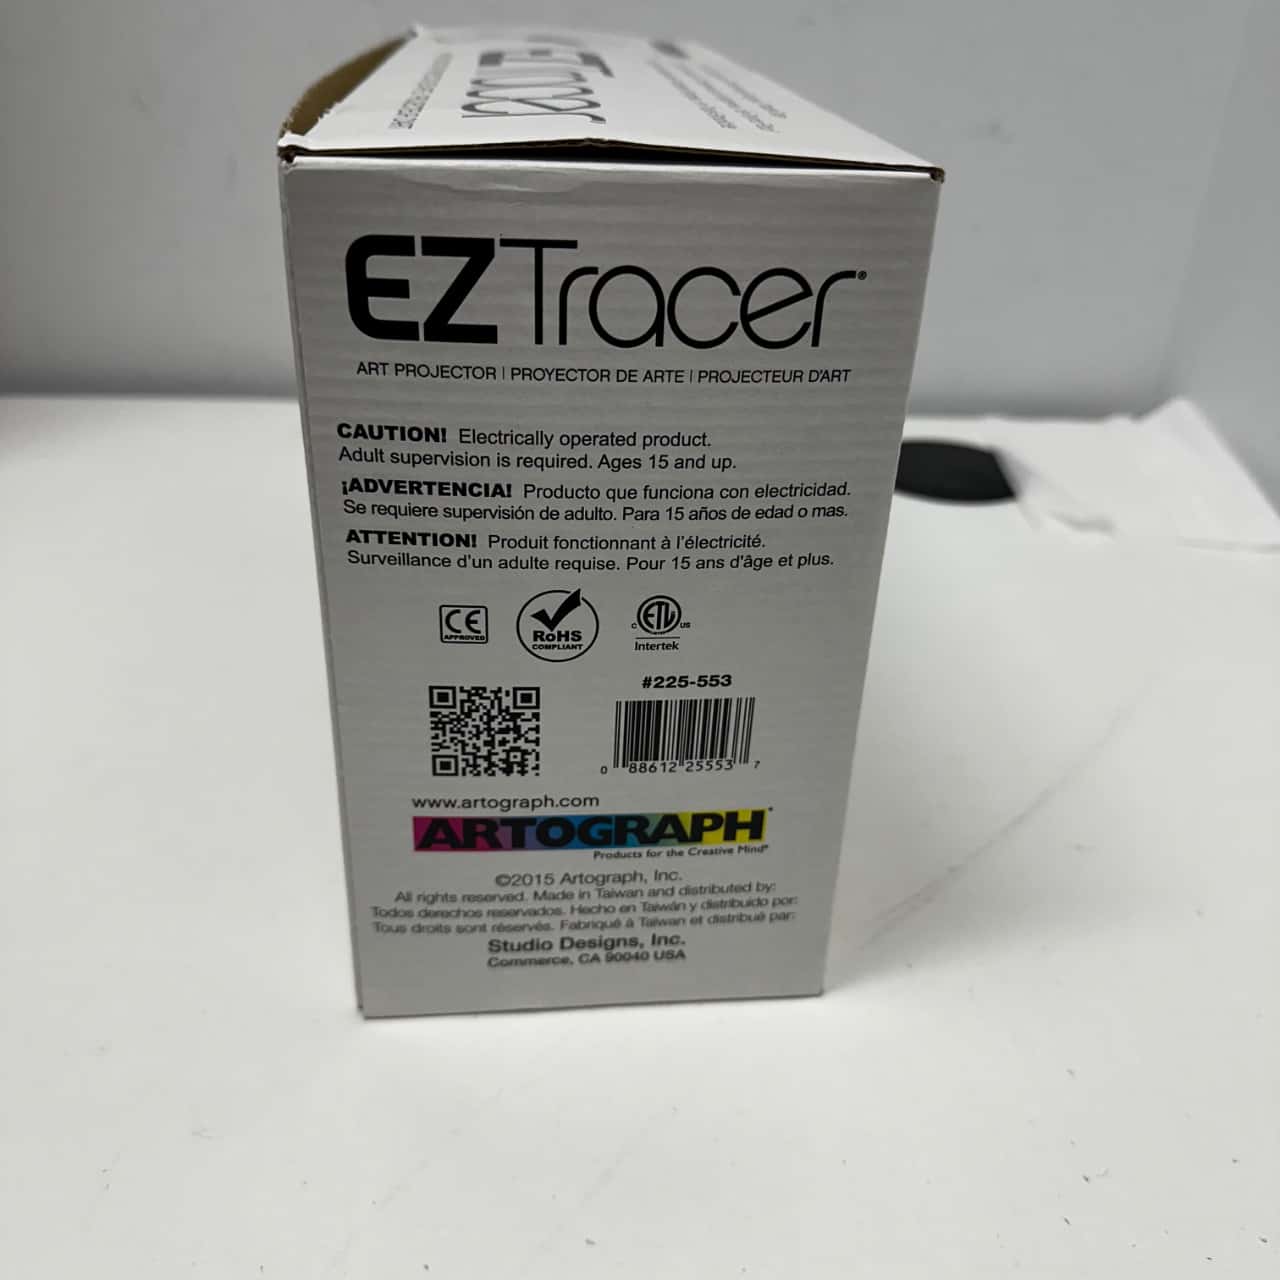 Tracer
EZTracer®
ART PROJECTOR | PROYECTOR DE ARTE | PROJECTEUR D'ART
CAUTION! Electrically operated product.
Adult supervision is required. Ages 15 and up.
¡ADVERTENCIA! Producto que funciona con electricidad.
Se requiere supervisión de adulto. Para 15 años de edad o mas.
ATTENTION! Produit fonctionnant à l'électricité.
Surveillance d'un adulte requise. Pour 15 ans d'âge et plus.
CE
APPROVED
RoHS
COMPLIANT
C ETL US
Intertek
#225-553
0 88612 25553 7
www.artograph.com
ARTOGRAPH®
Products for the Creative Mind®
©2015 Artograph, Inc.
All rights reserved. Made in Taiwan and distributed by:
Todos derechos reservados. Hecho en Taiwán y distribuido por:
Tous droits sont réservés. Fabriqué à Taiwan et distribué par:
Studio Designs, Inc.
Commerce, CA 90040 USA